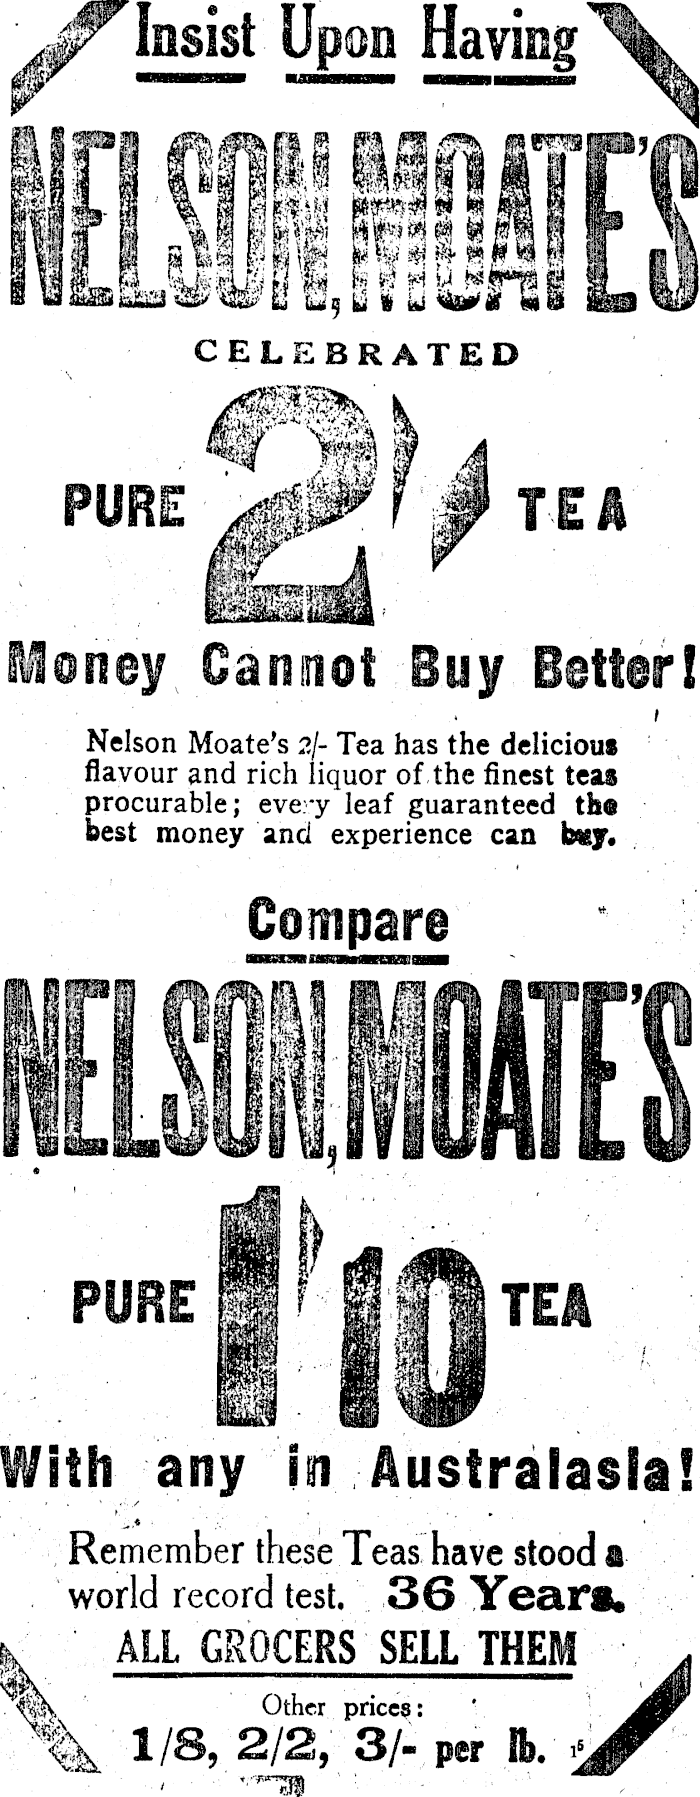 Insist Upon Having
NELSON, MOATE'S
CELEBRATED
PURE 2/- TEA
Money Cannot Buy Better!
Nelson Moate's 2/- Tea has the delicious
flavour and rich liquor of the finest teas
procurable; every leaf guaranteed the
best money and experience can buy.
Compare
NELSON, MOATE'S
PURE 1/10 TEA
With any in Australasia!
Remember these Teas have stood a
world record test. 36 Years.
ALL GROCERS SELL THEM
Other prices:
1/8, 2/2, 3/- per lb. 15